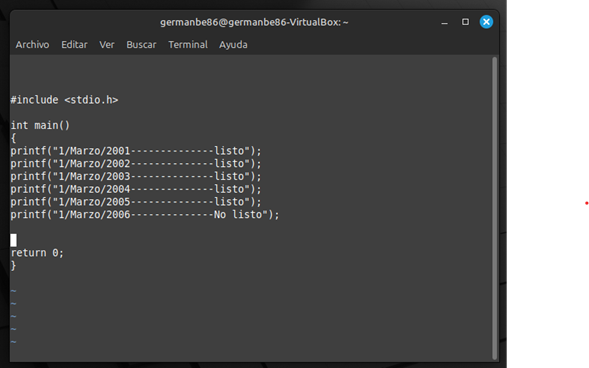 germanbe86@germanbe86-VirtualBox: ~
Archivo Editar Ver Buscar Terminal Ayuda
#include <stdio.h>
int main()
{
printf("1/Marzo/2001--------------listo");
printf("1/Marzo/2002--------------listo");
printf("1/Marzo/2003--------------listo");
printf("1/Marzo/2004--------------listo");
printf("1/Marzo/2005--------------listo");
printf("1/Marzo/2006--------------No listo");
return 0;
}
~
~
~
~
~